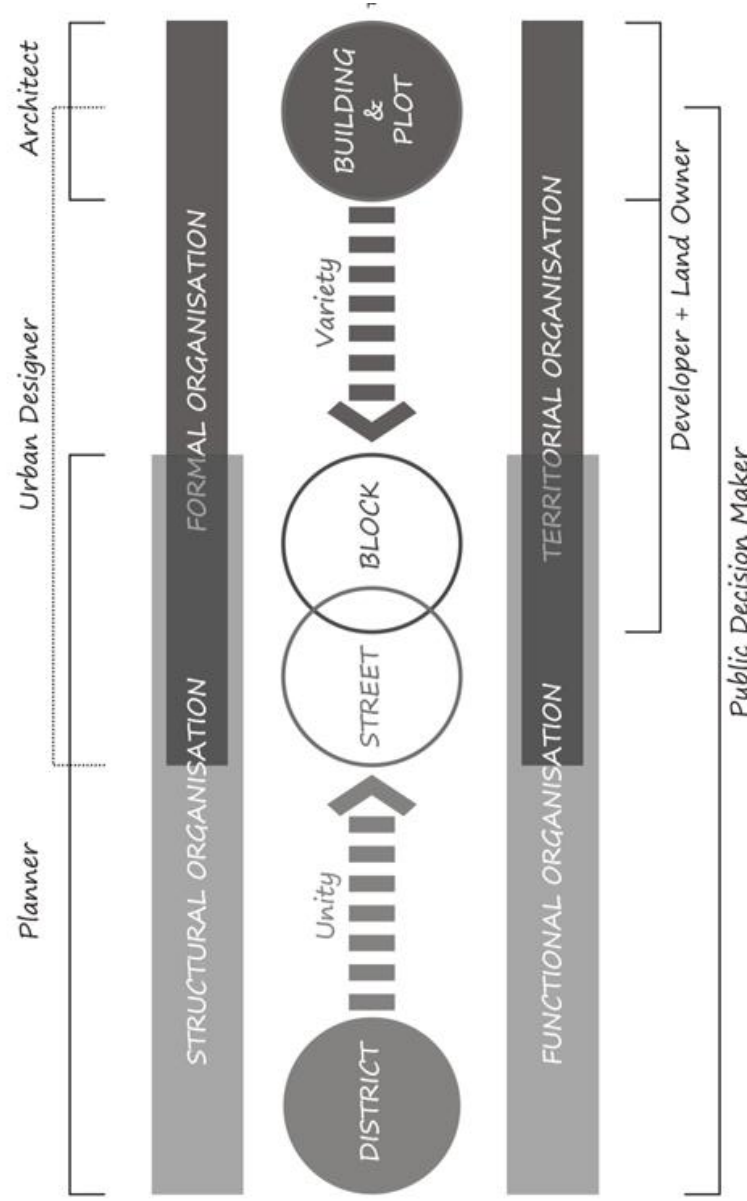 Planner
Urban Designer
Architect
STRUCTURAL ORGANISATION
FORMAL ORGANISATION
DISTRICT
Unity
STREET
BLOCK
Variety
BUILDING
&
PLOT
FUNCTIONAL ORGANISATION
TERRITORIAL ORGANISATION
Developer + Land Owner
Public Decision Maker